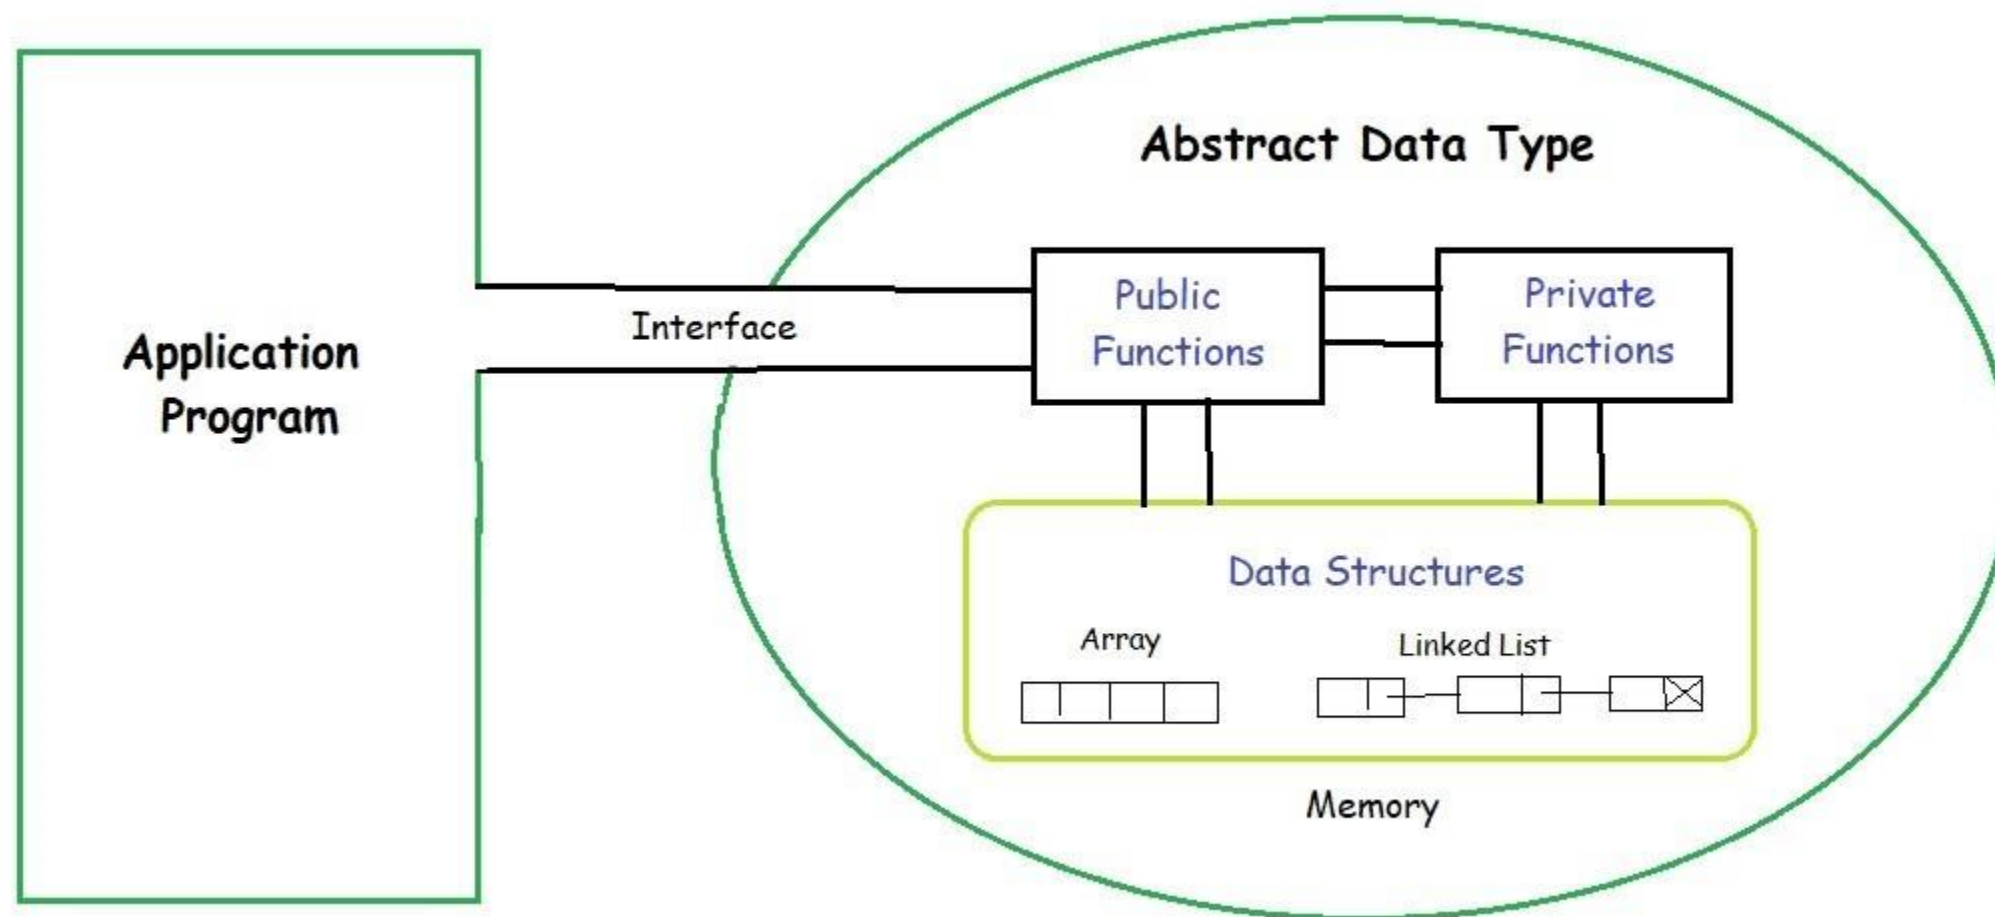 Abstract Data Type
Application
Program
Interface
Public
Functions
Private
Functions
Data Structures
Array
Linked List
Memory